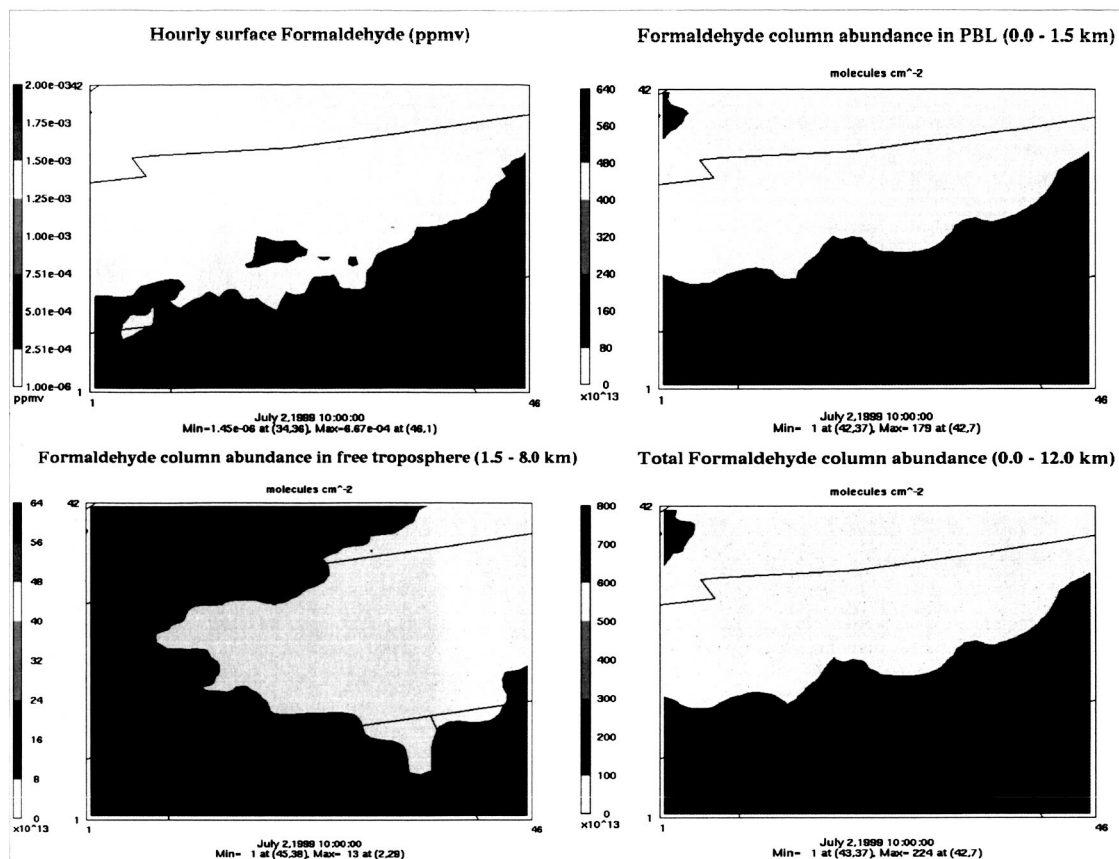 Hourly surface Formaldehyde (ppmv)
2.00e-03
1.75e-03
1.50e-03
1.25e-03
1.00e-03
7.51e-04
5.01e-04
2.51e-04
1.00e-06
ppmv
42
1
1
46
July 2,1999 10:00:00
Min=1.45e-06 at (34,36), Max=6.67e-04 at (46,1)
Formaldehyde column abundance in PBL (0.0 - 1.5 km)
molecules cm^-2
640
560
480
400
320
240
160
80
0
x10^13
42
1
1
46
July 2,1999 10:00:00
Min= 1 at (42,37), Max= 179 at (42,7)
Formaldehyde column abundance in free troposphere (1.5 - 8.0 km)
molecules cm^-2
64
56
48
40
32
24
16
8
0
x10^13
42
1
1
46
July 2,1999 10:00:00
Min= 1 at (45,38), Max= 13 at (2,29)
Total Formaldehyde column abundance (0.0 - 12.0 km)
molecules cm^-2
800
700
600
500
400
300
200
100
0
x10^13
42
1
1
46
July 2,1999 10:00:00
Min= 1 at (43,37), Max= 224 at (42,7)